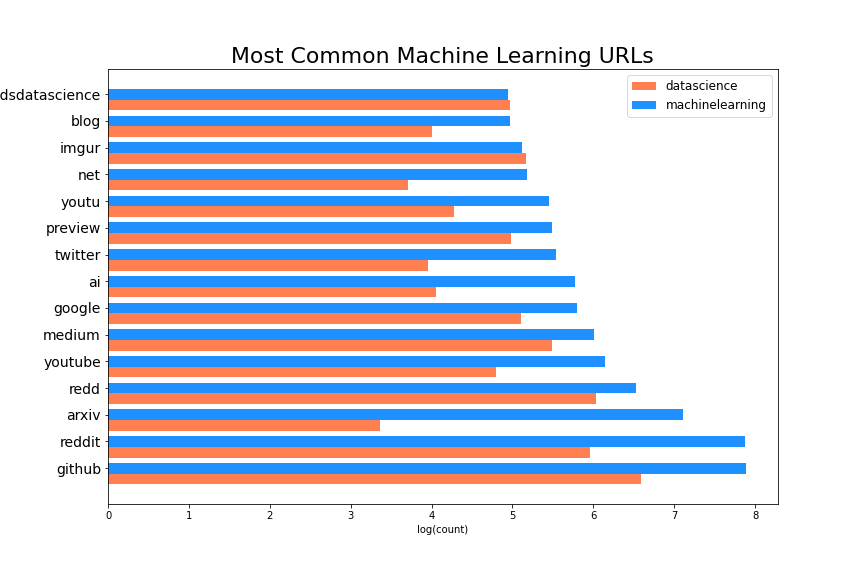 Most Common Machine Learning URLs
datascience
machinelearning
dsdatascience
blog
imgur
net
youtu
preview
twitter
ai
google
medium
youtube
redd
arxiv
reddit
github
0 1 2 3 4 5 6 7 8
log(count)